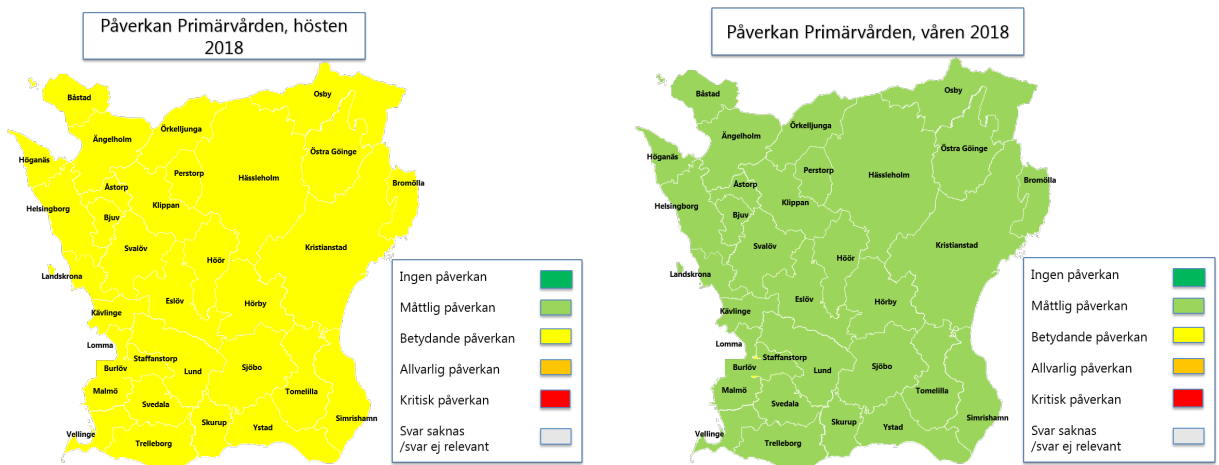 Påverkan Primärvården, hösten
2018
Båstad
Osby
Örkelljunga
Ängelholm
Östra Göinge
Höganäs
Perstorp
Hässleholm
Bromölla
Åstorp
Klippan
Helsingborg
Bjuv
Svalöv
Kristianstad
Höör
Landskrona
Eslöv
Hörby
Kävlinge
Lomma
Staffanstorp
Burlöv
Lund
Sjöbo
Malmö
Tomelilla
Svedala
Simrishamn
Skurup
Ystad
Vellinge
Trelleborg
Ingen påverkan
Måttlig påverkan
Betydande påverkan
Allvarlig påverkan
Kritisk påverkan
Svar saknas
/svar ej relevant
Påverkan Primärvården, våren 2018
Båstad
Osby
Örkelljunga
Ängelholm
Östra Göinge
Höganäs
Perstorp
Hässleholm
Bromölla
Åstorp
Klippan
Helsingborg
Bjuv
Svalöv
Kristianstad
Höör
Landskrona
Eslöv
Hörby
Kävlinge
Lomma
Staffanstorp
Burlöv
Lund
Sjöbo
Malmö
Tomelilla
Svedala
Simrishamn
Skurup
Ystad
Vellinge
Trelleborg
Ingen påverkan
Måttlig påverkan
Betydande påverkan
Allvarlig påverkan
Kritisk påverkan
Svar saknas
/svar ej relevant